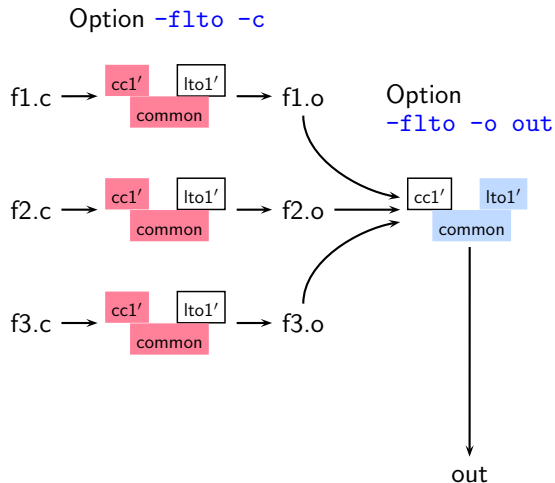 Option -flto -c
f1.c
cc1′
lto1′
common
f1.o
Option
-flto -o out
f2.c
cc1′
lto1′
common
f2.o
cc1′
lto1′
common
f3.c
cc1′
lto1′
common
f3.o
out